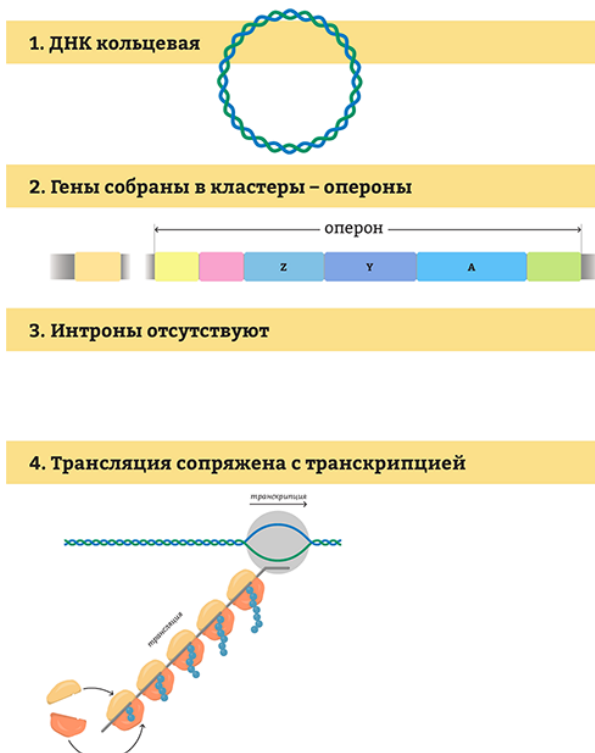 1. ДНК кольцевая
2. Гены собраны в кластеры – опероны
оперон
Z Y A
3. Интроны отсутствуют
4. Трансляция сопряжена с транскрипцией
транскрипция
трансляция